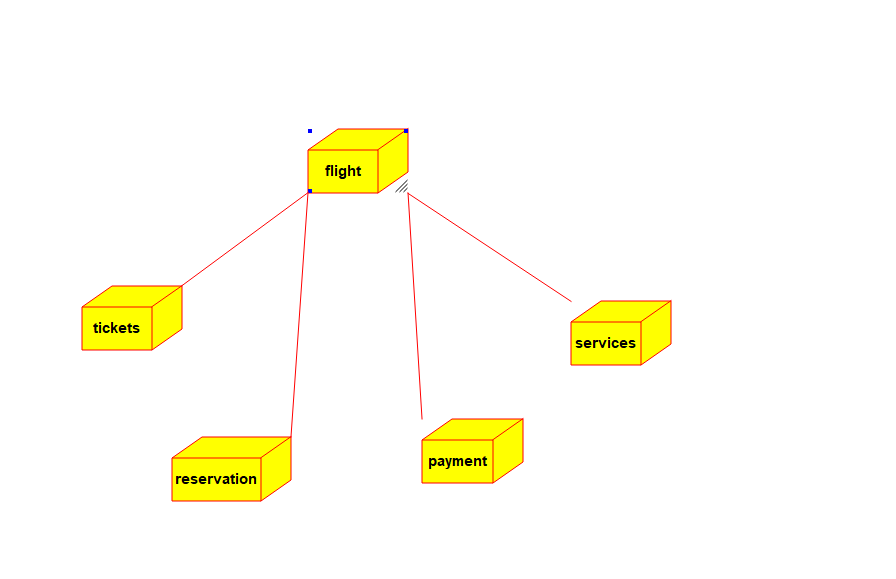 flight
tickets
services
payment
reservation